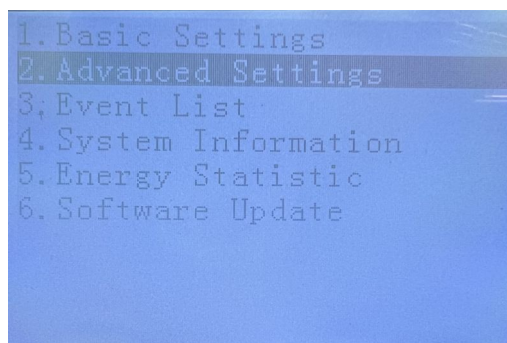 1.Basic Settings
2.Advanced Settings
3.Event List
4.System Information
5.Energy Statistic
6.Software Update